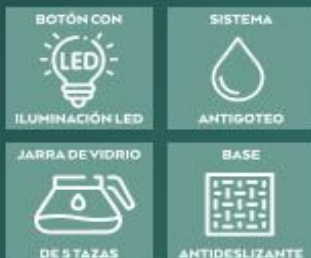 BOTÓN CON
LED
ILUMINACIÓN LED
SISTEMA
ANTIGOTEO
JARRA DE VIDRIO
DE 5 TAZAS
BASE
ANTIDESLIZANTE